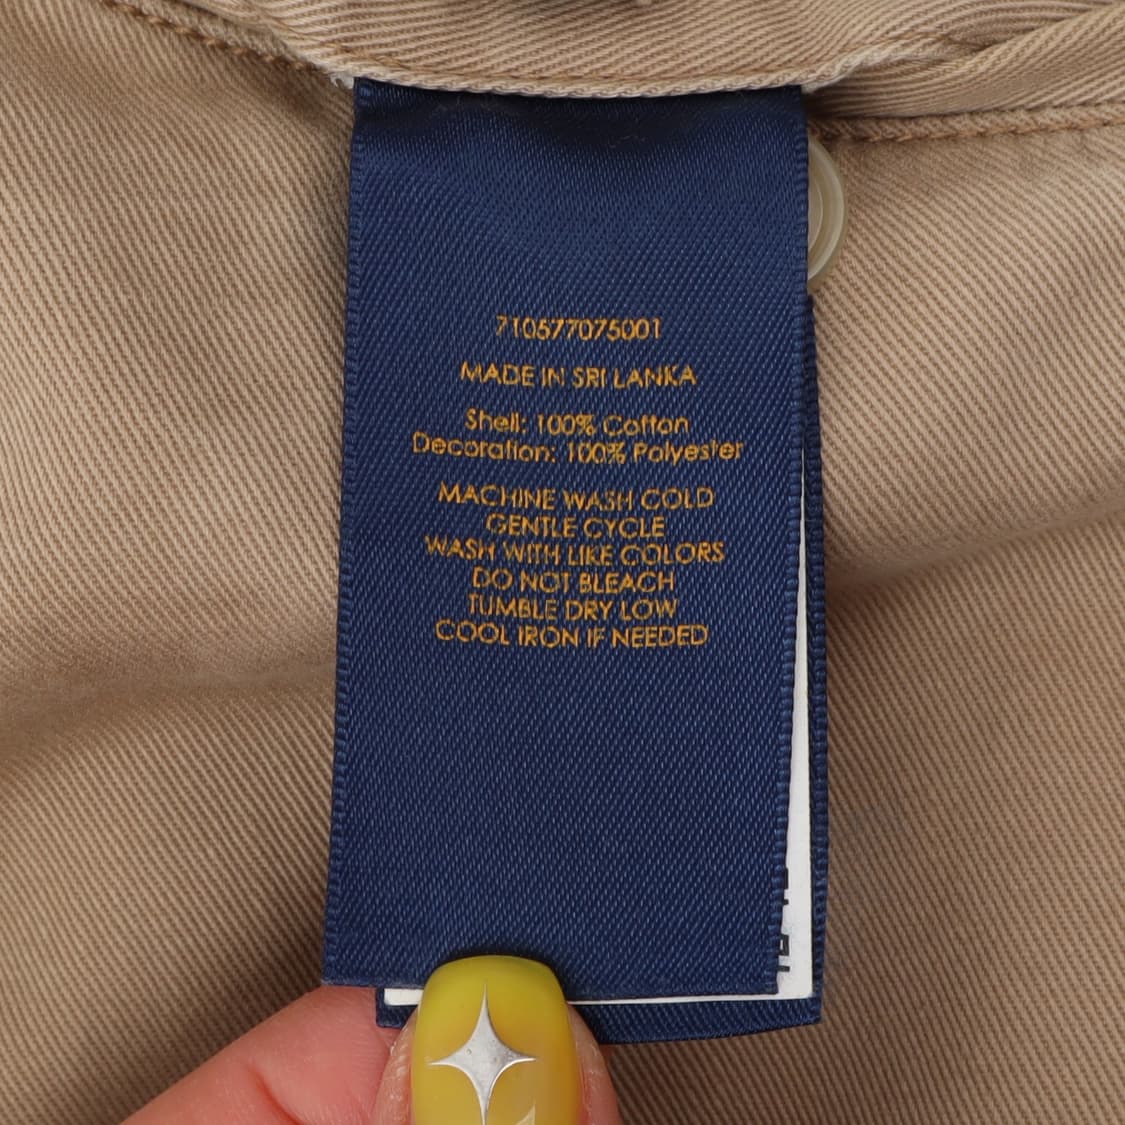 710577075001
MADE IN SRI LANKA
Shell: 100% Cotton
Decoration: 100% Polyester
MACHINE WASH COLD
GENTLE CYCLE
WASH WITH LIKE COLORS
DO NOT BLEACH
TUMBLE DRY LOW
COOL IRON IF NEEDED